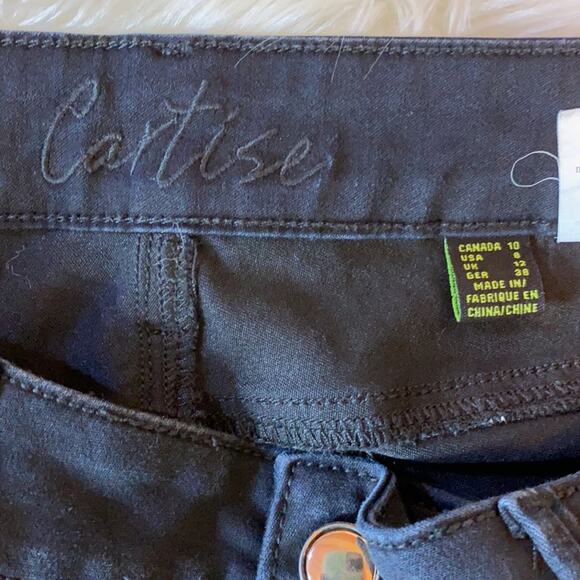 Cartise
CANADA 10
USA 8
UK 12
GER 38
MADE IN/
FABRIQUE EN
CHINA/CHINE